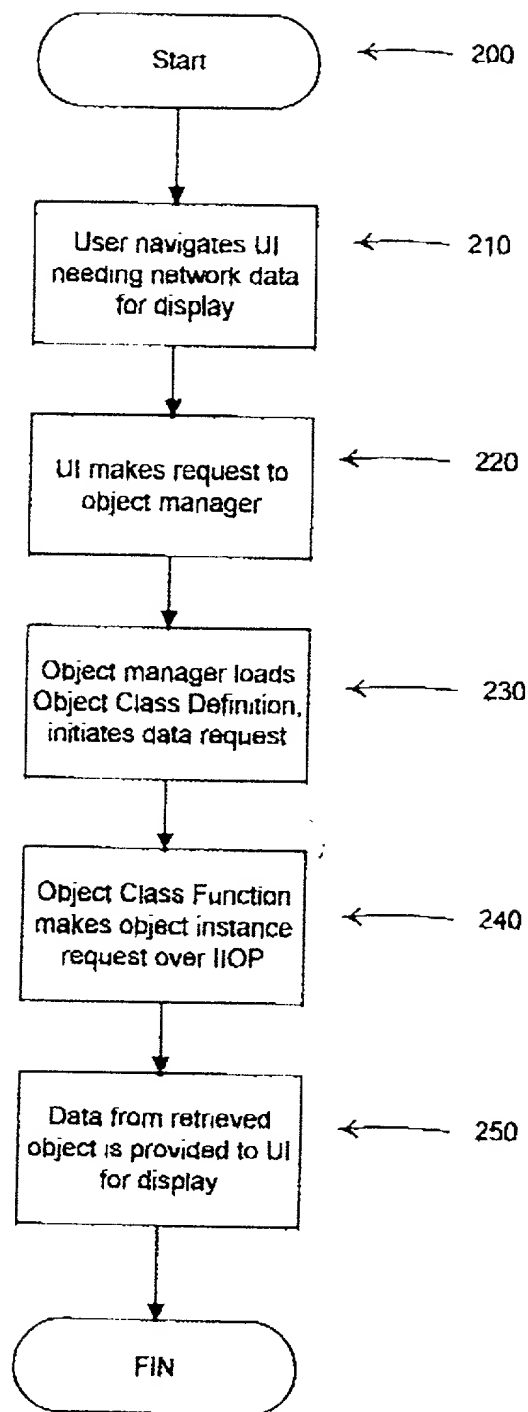 Start
200
User navigates UI
needing network data
for display
210
UI makes request to
object manager
220
Object manager loads
Object Class Definition,
initiates data request
230
Object Class Function
makes object instance
request over IIOP
240
Data from retrieved
object is provided to UI
for display
250
FIN